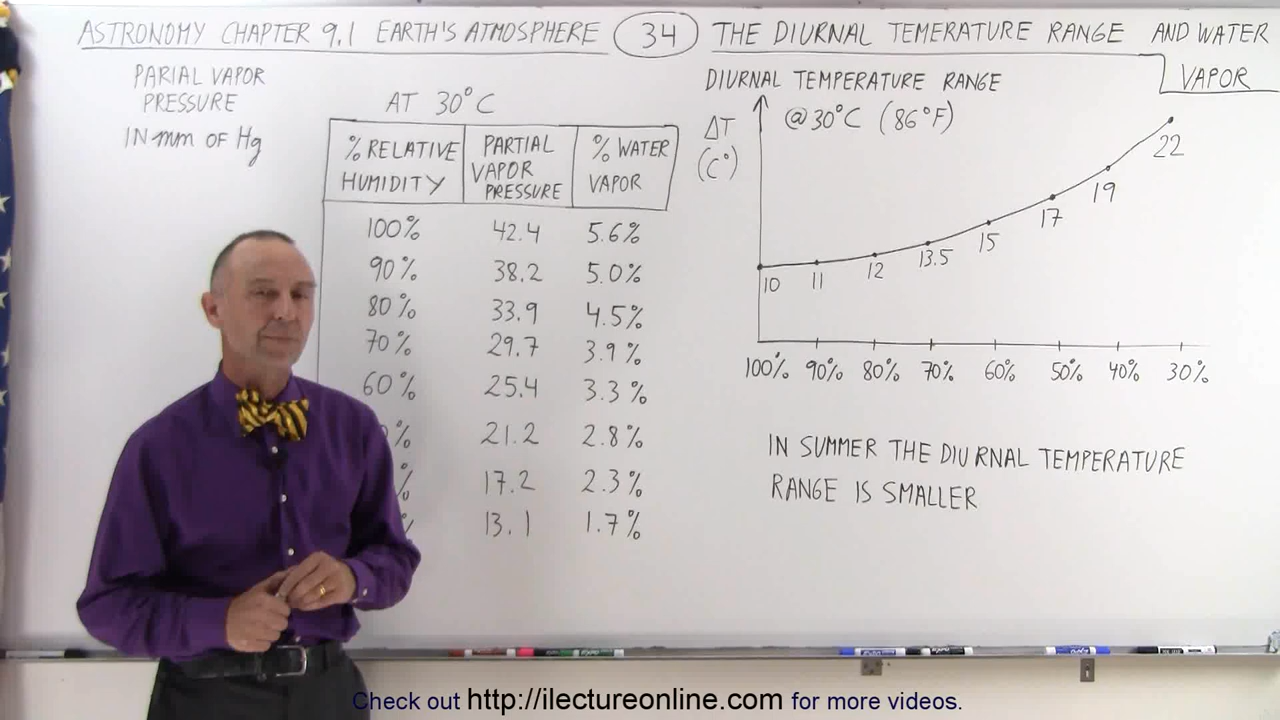 ASTRONOMY CHAPTER 9.1 EARTH'S ATMOSPHERE 34 THE DIURNAL TEMERATURE RANGE AND WATER
VAPOR
PARIAL VAPOR
PRESSURE
IN mm OF Hg
AT 30°C
% RELATIVE HUMIDITY
PARTIAL VAPOR PRESSURE
% WATER VAPOR
100% 42.4 5.6%
90% 38.2 5.0%
80% 33.9 4.5%
70% 29.7 3.9%
60% 25.4 3.3%
% 21.2 2.8%
% 17.2 2.3%
% 13.1 1.7%
DIURNAL TEMPERATURE RANGE
@30°C (86°F)
ΔT
(C°)
10 11 12 13.5 15 17 19 22
100% 90% 80% 70% 60% 50% 40% 30%
IN SUMMER THE DIURNAL TEMPERATURE
RANGE IS SMALLER
Check out http://ilectureonline.com for more videos.